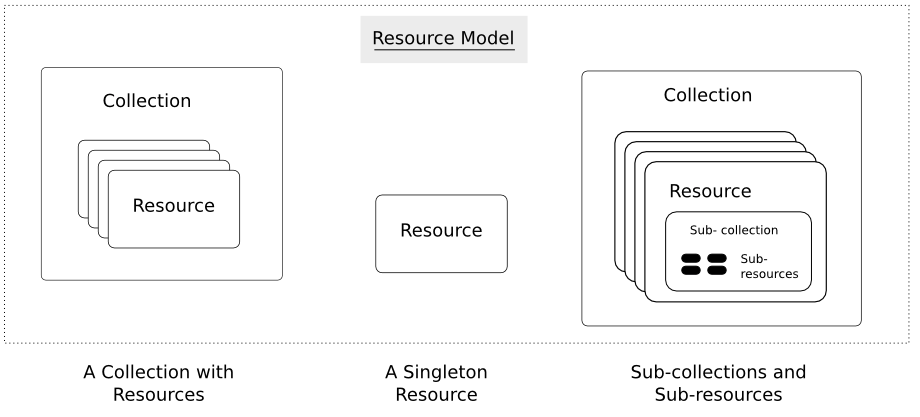 Resource Model
Collection
Resource
Resource
Collection
Resource
Sub- collection
Sub-
resources
A Collection with
Resources
A Singleton
Resource
Sub-collections and
Sub-resources